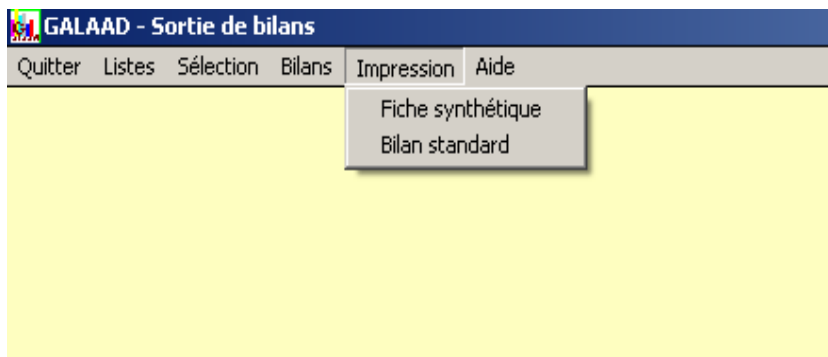 GALAAD - Sortie de bilans
Quitter Listes Sélection Bilans Impression Aide
Fiche synthétique
Bilan standard